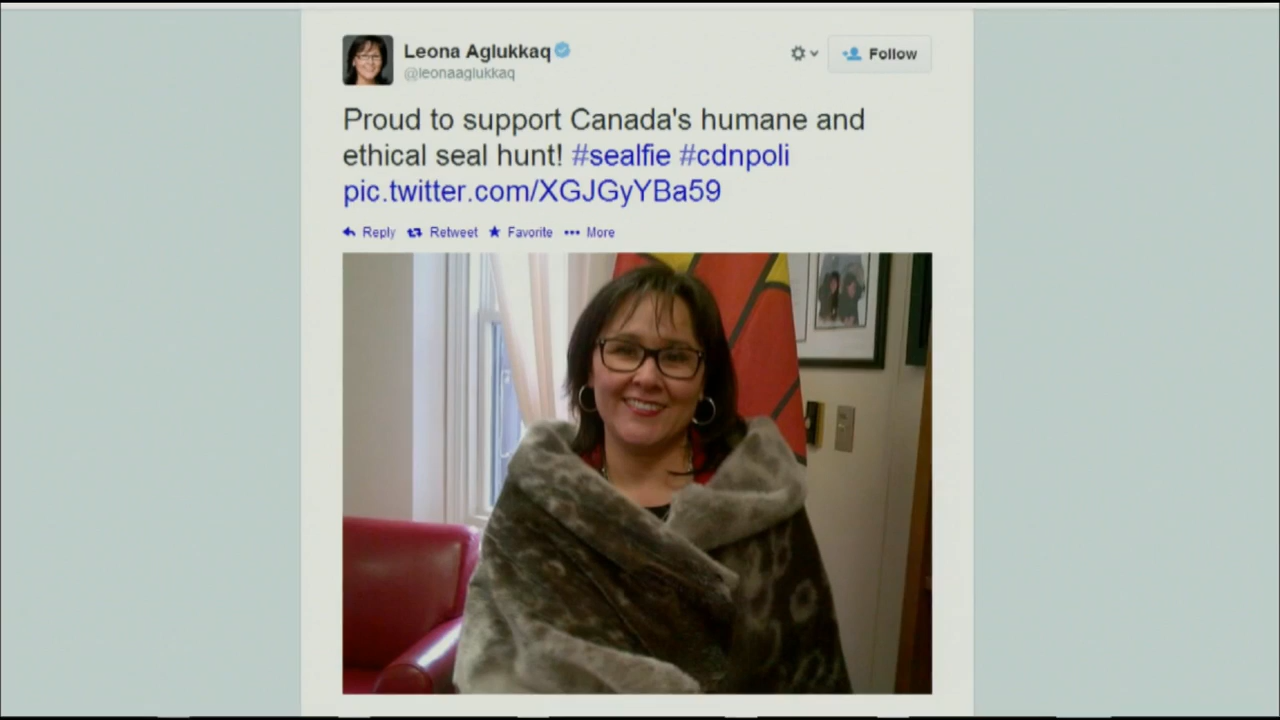 Leona Aglukkaq
@leonaaglukkaq
Follow
Proud to support Canada's humane and
ethical seal hunt! #sealfie #cdnpoli
pic.twitter.com/XGJGyYBa59
Reply Retweet Favorite More